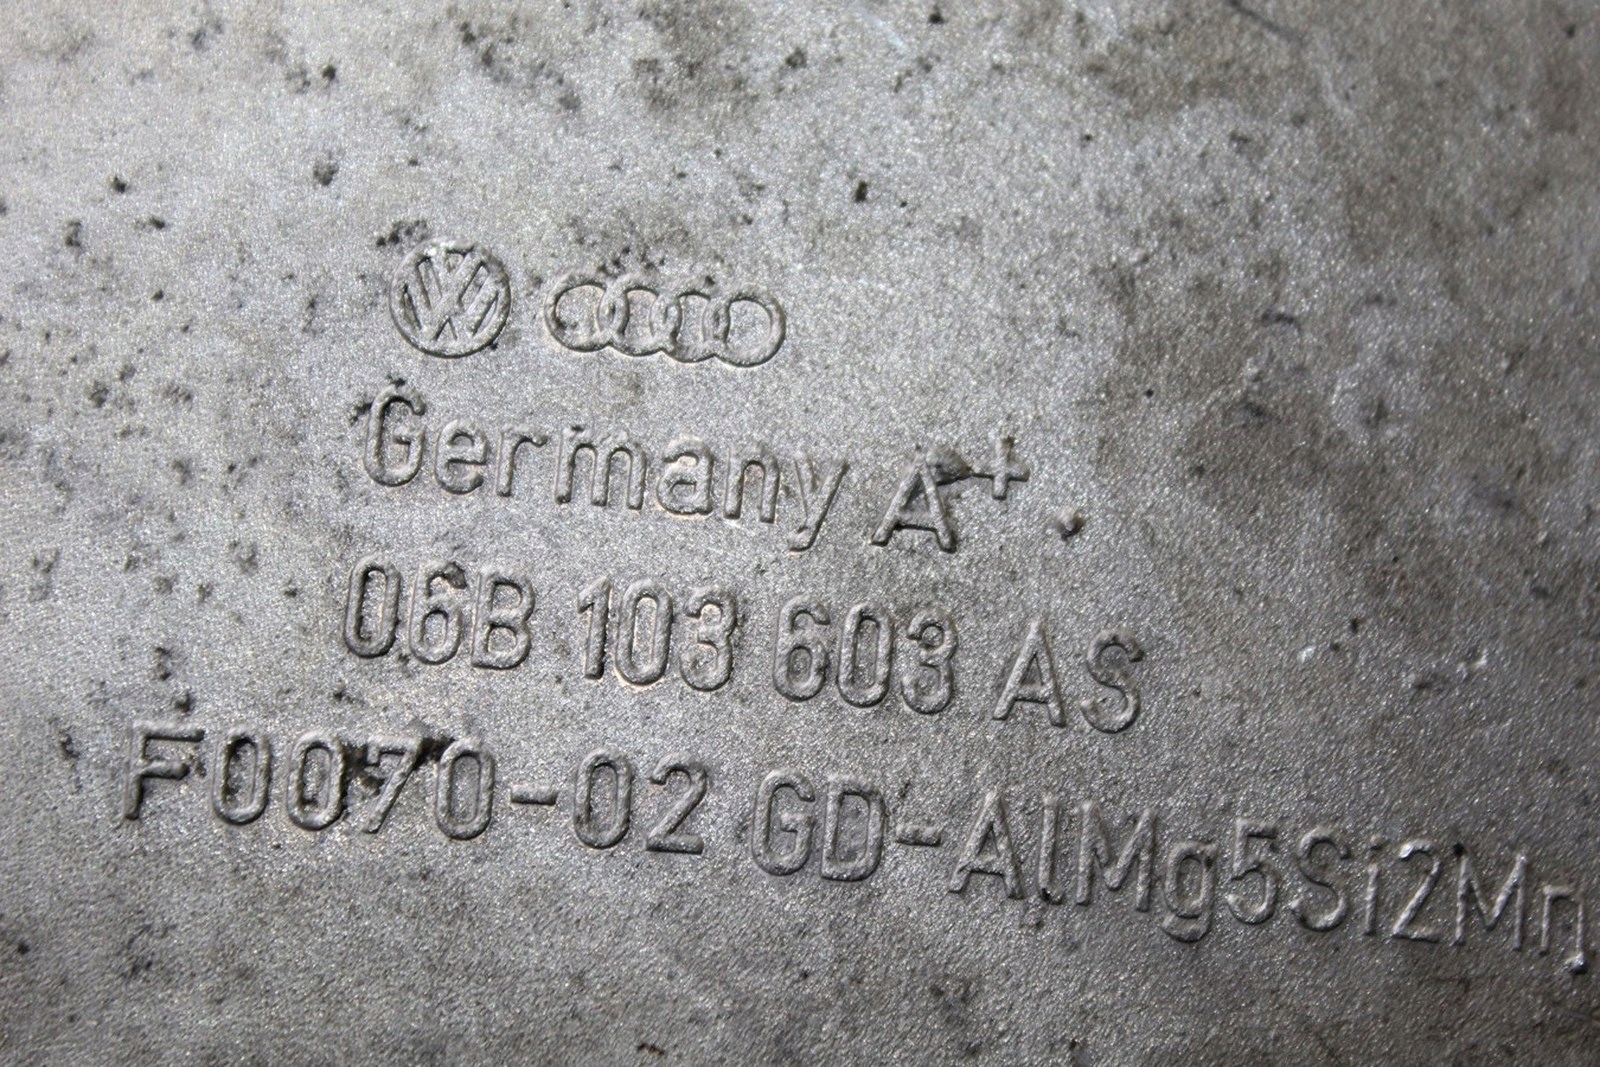 Germany A+
06B 103 603 AS
F0070-02 GD-AlMg5Si2Mn